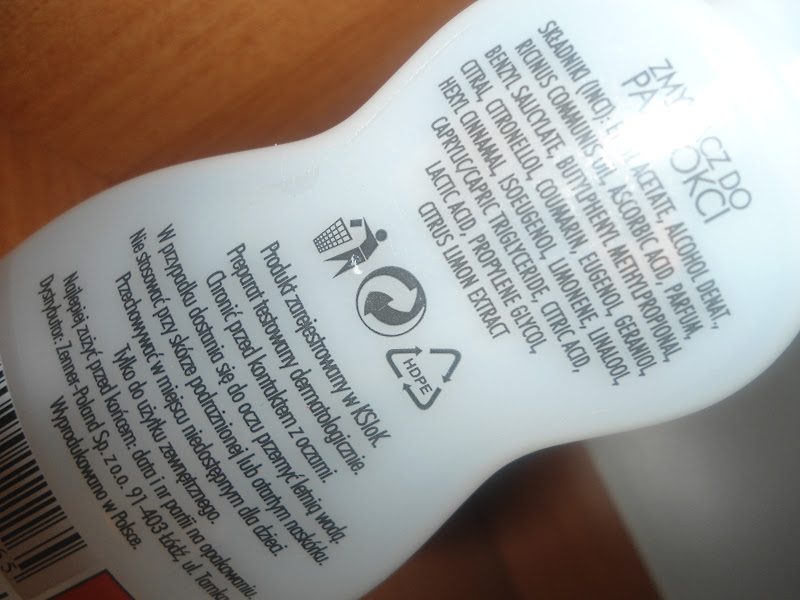 ZMYWACZ DO
PAZNOKCI
SKŁADNIKI (INCI): ETHYL ACETATE, ALCOHOL DENAT.,
RICINUS COMMUNIS OIL, ASCORBIC ACID, PARFUM,
BENZYL SALICYLATE, BUTYLPHENYL METHYLPROPIONAL,
CITRAL, CITRONELLOL, COUMARIN, EUGENOL, GERANIOL,
HEXYL CINNAMAL, ISOEUGENOL, LIMONENE, LINALOOL,
CAPRYLIC/CAPRIC TRIGLYCERIDE, CITRIC ACID,
LACTIC ACID, PROPYLENE GLYCOL,
CITRUS LIMON EXTRACT
HDPE
Produkt zarejestrowany w KSIoK.
Preparat testowany dermatologicznie.
Chronić przed kontaktem z oczami.
W przypadku dostania się do oczu przemyć letnią wodą.
Nie stosować przy skórze podrażnionej lub otartym naskórku.
Przechowywać w miejscu niedostępnym dla dzieci.
Tylko do użytku zewnętrznego.
Najlepiej zużyć przed końcem: data i nr partii na opakowaniu.
Dystrybutor: Zenner-Poland Sp. z o.o. 91-403 Łódź, ul.
Wyprodukowano w Polsce.